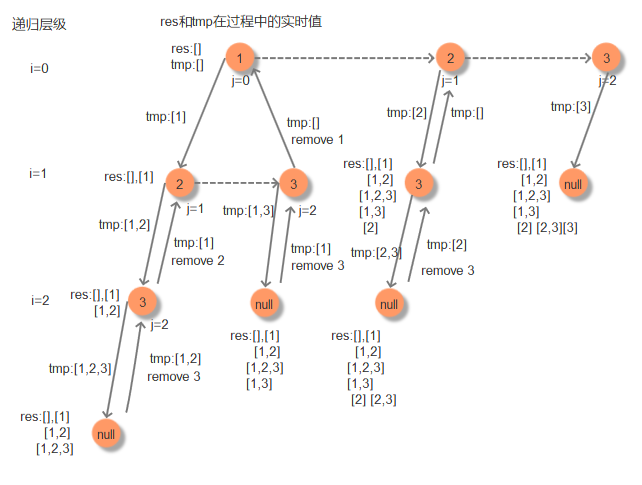 递归层级
res和tmp在过程中的实时值
res:[]
tmp:[]
i=0
1
2
3
j=0
j=1
j=2
tmp:[1]
tmp:[]
remove 1
tmp:[2]
tmp:[]
tmp:[3]
i=1
res:[],[1]
2
j=1
tmp:[1,3]
3
j=2
res:[],[1]
[1,2]
[1,2,3]
[1,3]
[2]
3
res:[],[1]
[1,2]
[1,2,3]
[1,3]
[2] [2,3][3]
null
tmp:[1,2]
tmp:[1]
remove 2
tmp:[1]
remove 3
tmp:[2,3]
tmp:[2]
remove 3
i=2
res:[],[1]
[1,2]
3
j=2
null
null
tmp:[1,2,3]
tmp:[1,2]
remove 3
res:[],[1]
[1,2]
[1,2,3]
[1,3]
res:[],[1]
[1,2]
[1,2,3]
[1,3]
[2] [2,3]
res:[],[1]
[1,2]
[1,2,3]
null